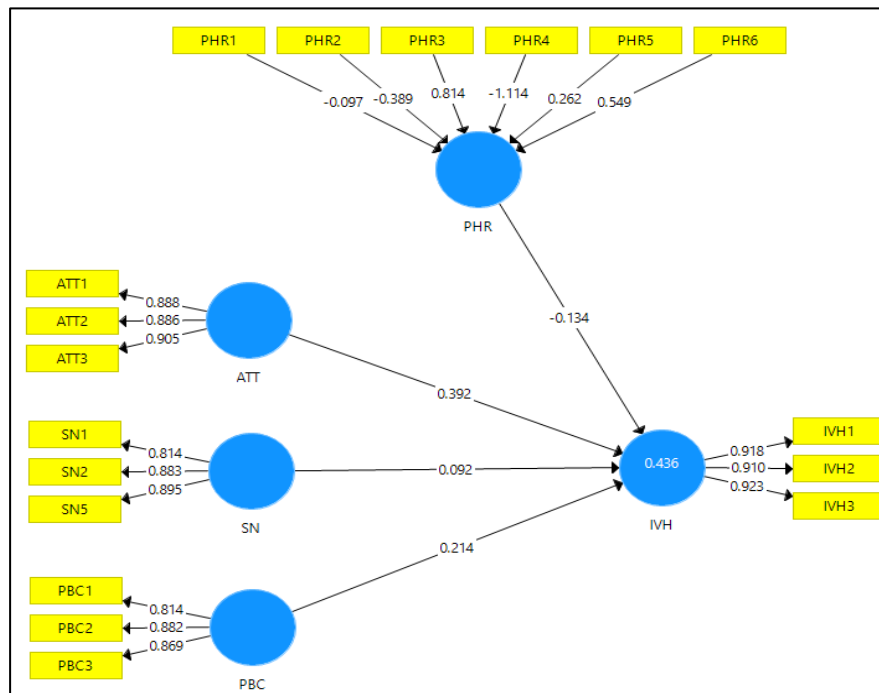 PHR1 PHR2 PHR3 PHR4 PHR5 PHR6
-0.097 -0.389 0.814 -1.114 0.262 0.549
PHR
ATT1
ATT2
ATT3
0.888
0.886
0.905
ATT
-0.134
0.392
SN1
SN2
SN5
0.814
0.883
0.895
SN
0.092
0.436
IVH
0.918
0.910
0.923
IVH1
IVH2
IVH3
0.214
PBC1
PBC2
PBC3
0.814
0.882
0.869
PBC